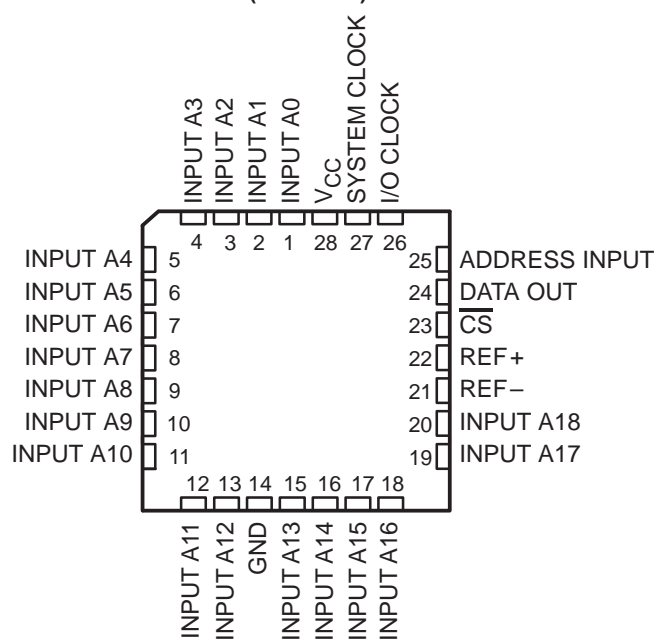 INPUT A3
INPUT A2
INPUT A1
INPUT A0
VCC
SYSTEM CLOCK
I/O CLOCK
4 3 2 1 28 27 26
INPUT A4 5
INPUT A5 6
INPUT A6 7
INPUT A7 8
INPUT A8 9
INPUT A9 10
INPUT A10 11
25 ADDRESS INPUT
24 DATA OUT
23 C̅S̅
22 REF+
21 REF–
20 INPUT A18
19 INPUT A17
12 13 14 15 16 17 18
INPUT A11
INPUT A12
GND
INPUT A13
INPUT A14
INPUT A15
INPUT A16